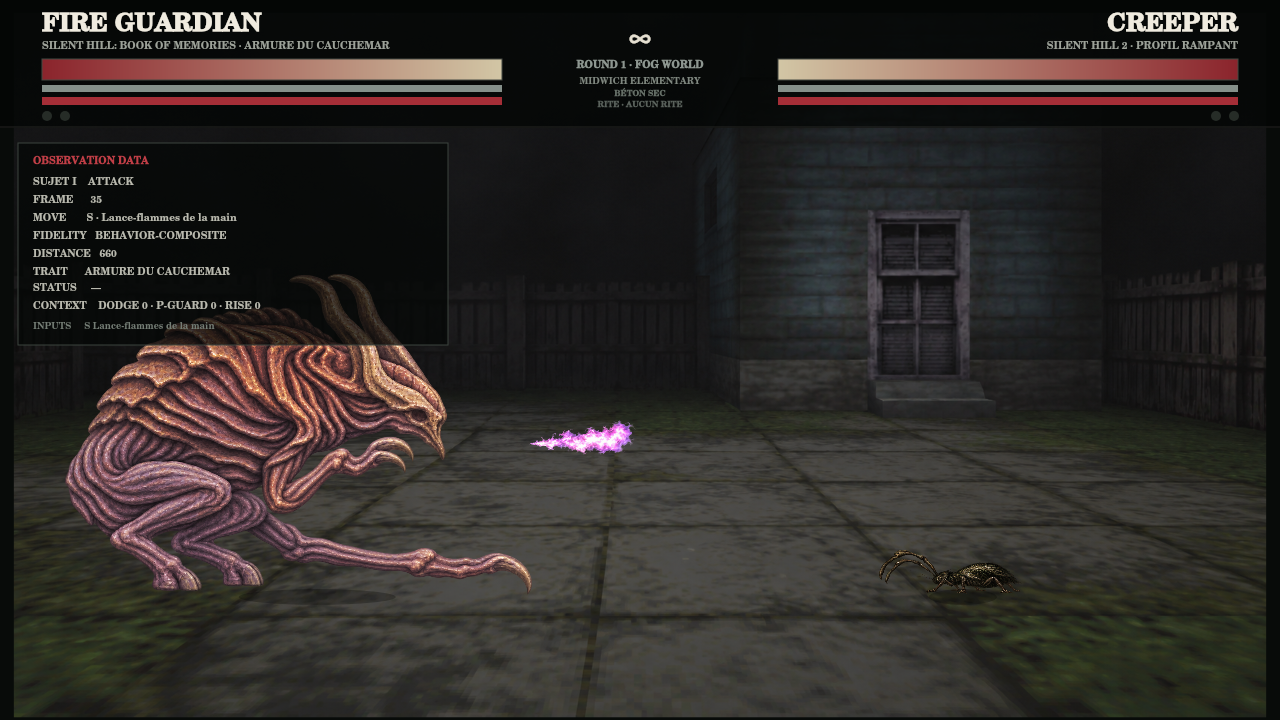 FIRE GUARDIAN
SILENT HILL: BOOK OF MEMORIES · ARMURE DU CAUCHEMAR
∞
ROUND 1 · FOG WORLD
MIDWICH ELEMENTARY
BÉTON SEC
RITE · AUCUN RITE
CREEPER
SILENT HILL 2 · PROFIL RAMPANT
OBSERVATION DATA
SUJET I ATTACK
FRAME 35
MOVE S · Lance-flammes de la main
FIDELITY BEHAVIOR-COMPOSITE
DISTANCE 660
TRAIT ARMURE DU CAUCHEMAR
STATUS —
CONTEXT DODGE 0 · P-GUARD 0 · RISE 0
INPUTS S Lance-flammes de la main